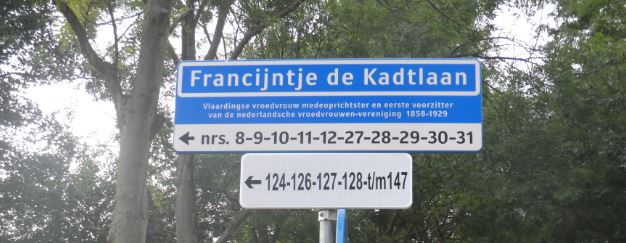 Francijntje de Kadtlaan
Vlaardingse vroedvrouw medeoprichtster en eerste voorzitter
van de nederlandsche vroedvrouwen-vereniging 1858-1929
← nrs. 8-9-10-11-12-27-28-29-30-31
← 124-126-127-128-t/m147